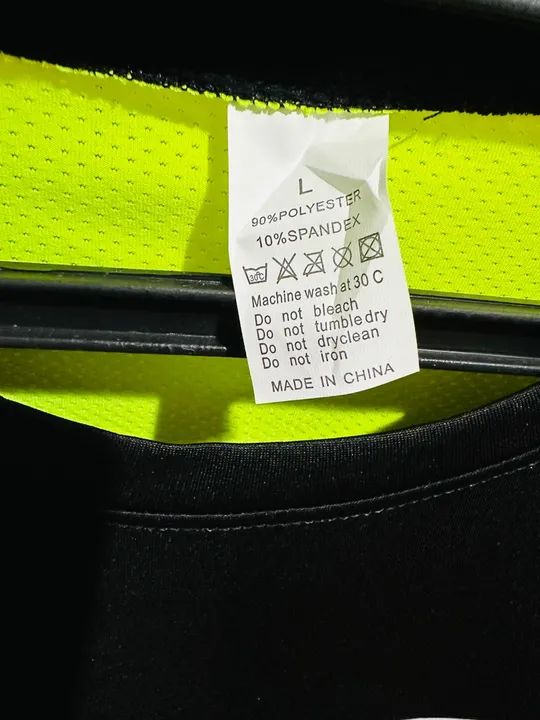 L
90%POLYESTER
10%SPANDEX
30℃
Machine wash at 30 C
Do not bleach
Do not tumble dry
Do not dryclean
Do not iron
MADE IN CHINA